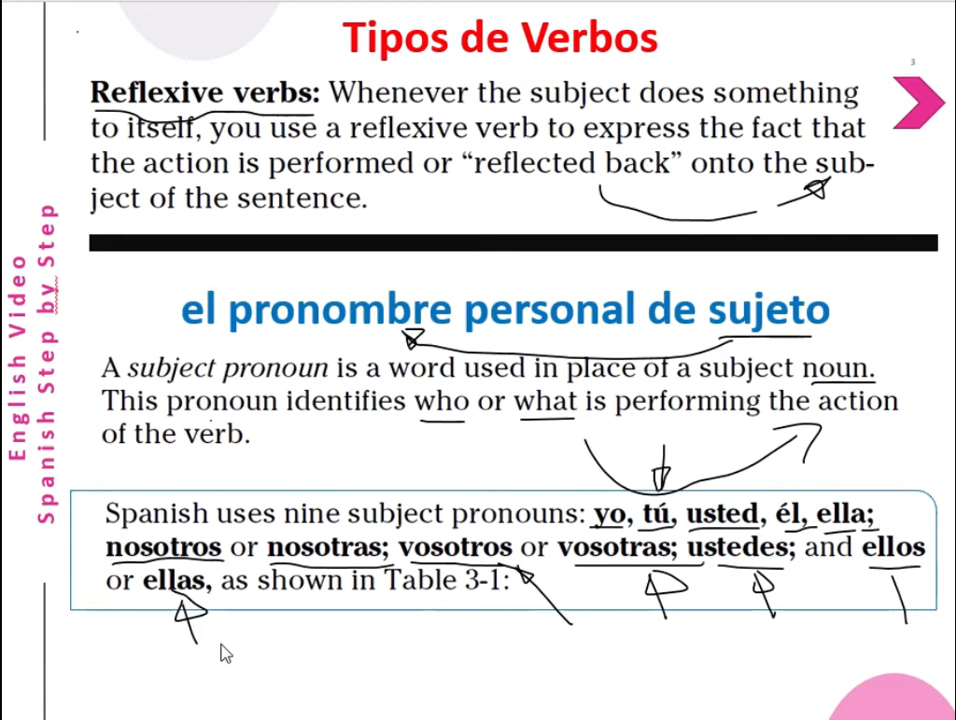 Tipos de Verbos
3
Reflexive verbs: Whenever the subject does something
to itself, you use a reflexive verb to express the fact that
the action is performed or “reflected back” onto the sub-
ject of the sentence.
English Video
Spanish Step by Step
el pronombre personal de sujeto
A subject pronoun is a word used in place of a subject noun.
This pronoun identifies who or what is performing the action
of the verb.
Spanish uses nine subject pronouns: yo, tú, usted, él, ella;
nosotros or nosotras; vosotros or vosotras; ustedes; and ellos
or ellas, as shown in Table 3-1: